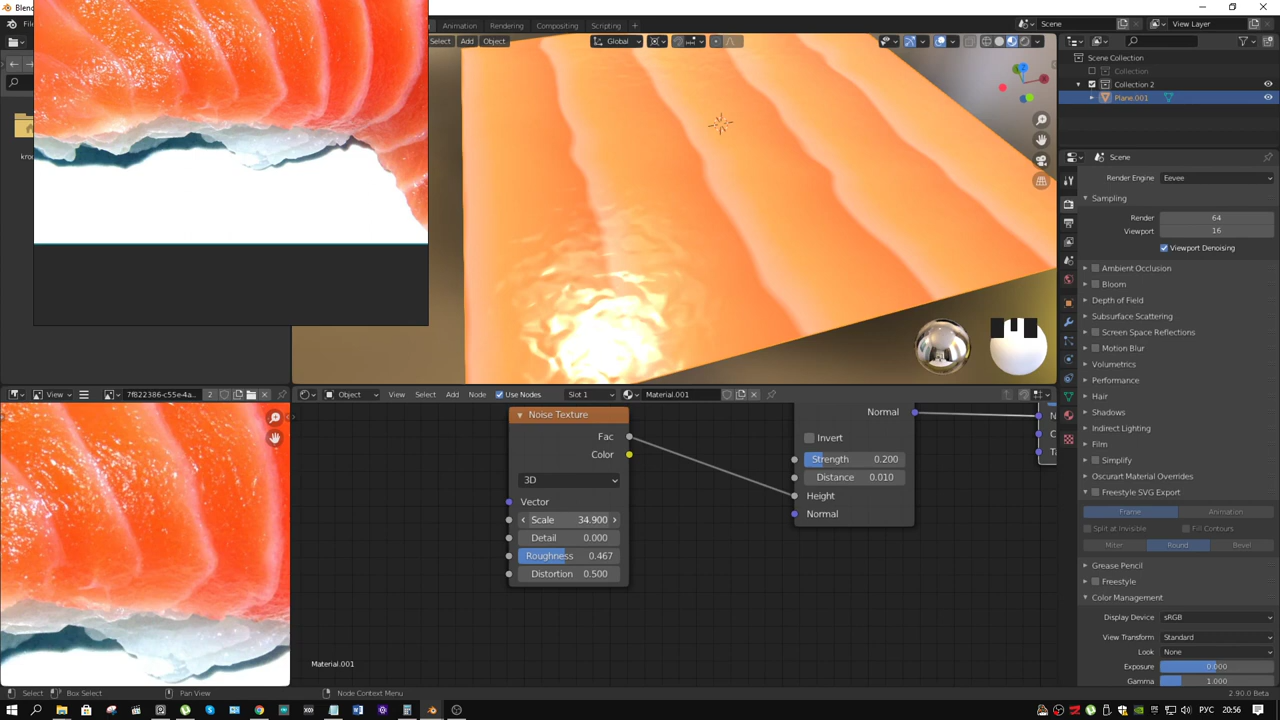 Blen
Fil
Animation
Rendering
Compositing
Scripting
+
Scene
View Layer
Select
Add
Object
Global
Scene Collection
Collection
Collection 2
Plane.001
Scene
Render Engine
Eevee
Sampling
Render
64
Viewport
16
Viewport Denoising
Ambient Occlusion
Bloom
Depth of Field
Subsurface Scattering
Screen Space Reflections
Motion Blur
Volumetrics
Performance
Hair
Shadows
Indirect Lighting
Film
Simplify
Oscurart Material Overrides
Freestyle SVG Export
Frame
Animation
Split at Invisible
Fill Contours
Miter
Round
Bevel
Grease Pencil
Freestyle
Color Management
Display Device
sRGB
View Transform
Standard
Look
None
Exposure
0.000
Gamma
1.000
View
7f822386-c55e4a...
2
Object
View
Select
Add
Node
Use Nodes
Slot 1
Material.001
Noise Texture
Fac
Color
3D
Vector
Scale 34.900
Detail 0.000
Roughness 0.467
Distortion 0.500
Normal
Invert
Strength 0.200
Distance 0.010
Height
Normal
Material.001
Select
Box Select
Pan View
Node Context Menu
2.90.0 Beta
РУС
20:56